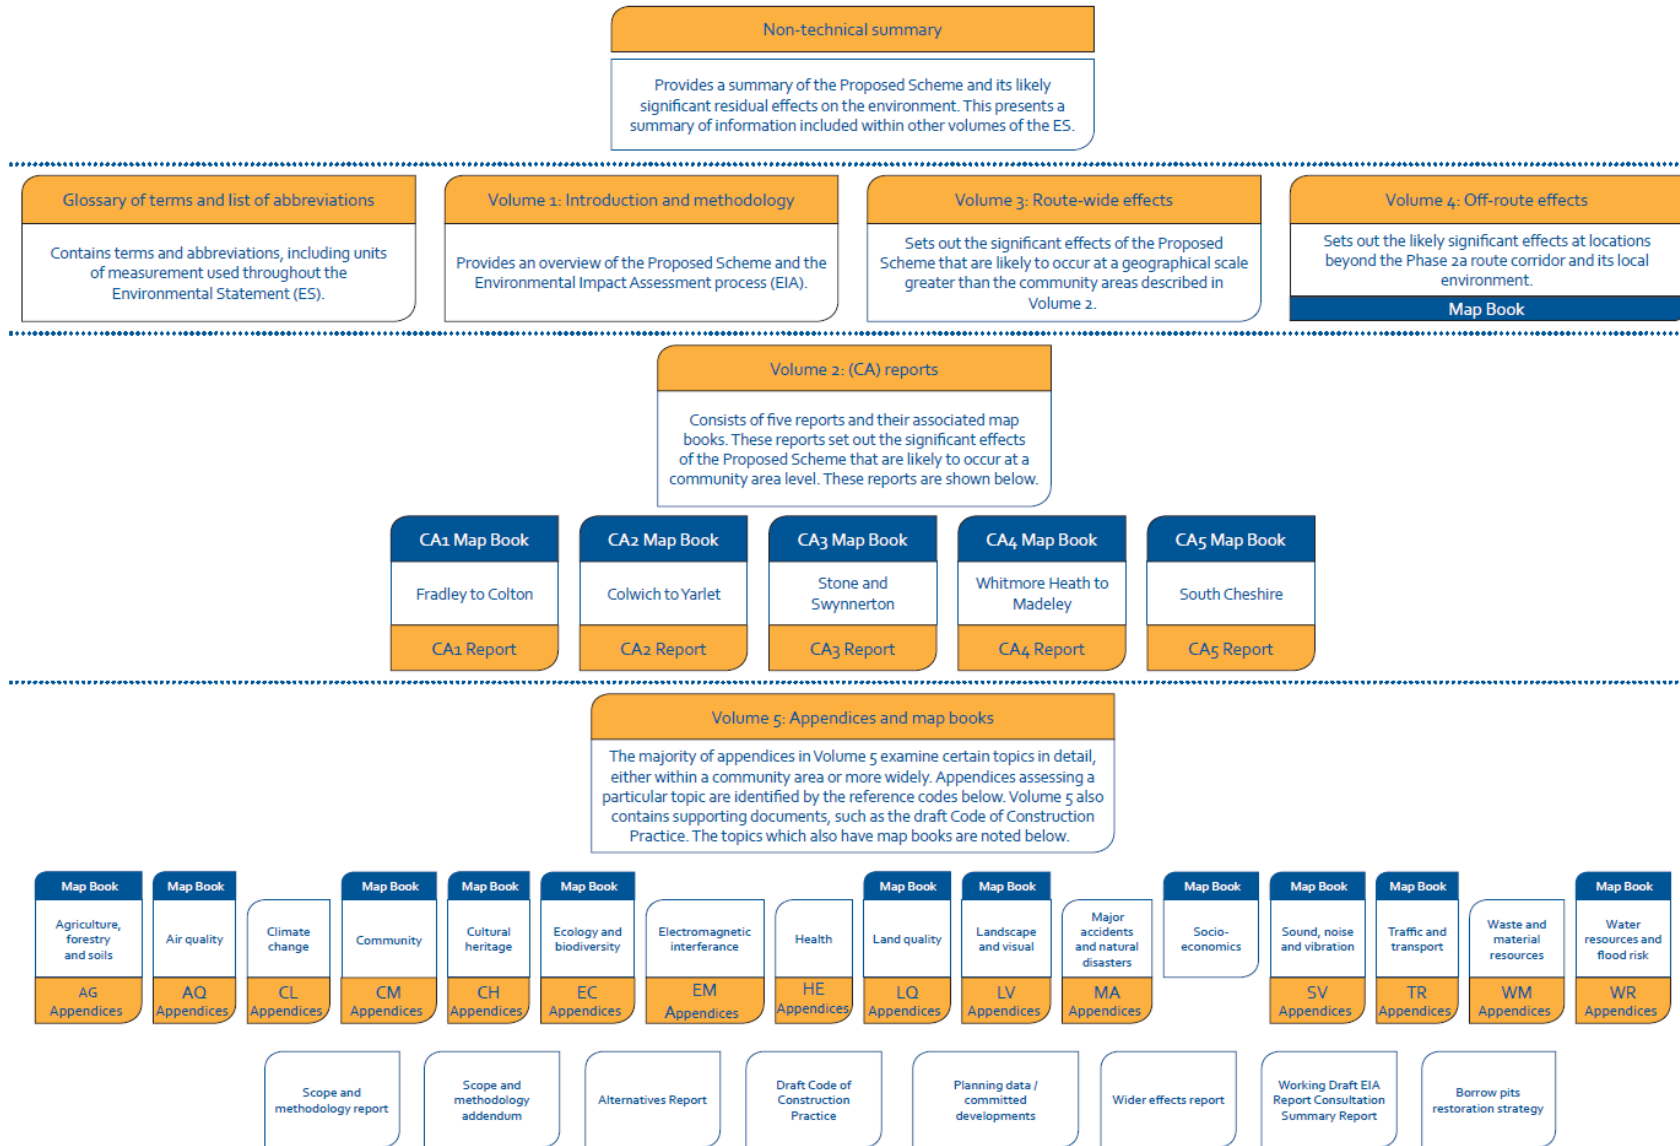 Non-technical summary
Provides a summary of the Proposed Scheme and its likely
significant residual effects on the environment. This presents a
summary of information included within other volumes of the ES.
Glossary of terms and list of abbreviations
Contains terms and abbreviations, including units
of measurement used throughout the
Environmental Statement (ES).
Volume 1: Introduction and methodology
Provides an overview of the Proposed Scheme and the
Environmental Impact Assessment process (EIA).
Volume 3: Route-wide effects
Sets out the significant effects of the Proposed
Scheme that are likely to occur at a geographical scale
greater than the community areas described in
Volume 2.
Volume 4: Off-route effects
Sets out the likely significant effects at locations
beyond the Phase 2a route corridor and its local
environment.
Map Book
Volume 2: (CA) reports
Consists of five reports and their associated map
books. These reports set out the significant effects
of the Proposed Scheme that are likely to occur at a
community area level. These reports are shown below.
CA1 Map Book
Fradley to Colton
CA1 Report
CA2 Map Book
Colwich to Yarlet
CA2 Report
CA3 Map Book
Stone and
Swynnerton
CA3 Report
CA4 Map Book
Whitmore Heath to
Madeley
CA4 Report
CA5 Map Book
South Cheshire
CA5 Report
Volume 5: Appendices and map books
The majority of appendices in Volume 5 examine certain topics in detail,
either within a community area or more widely. Appendices assessing a
particular topic are identified by the reference codes below. Volume 5 also
contains supporting documents, such as the draft Code of Construction
Practice. The topics which also have map books are noted below.
Map Book
Agriculture,
forestry
and soils
AG
Appendices
Map Book
Air quality
AQ
Appendices
Climate
change
CL
Appendices
Map Book
Community
CM
Appendices
Map Book
Cultural
heritage
CH
Appendices
Map Book
Ecology and
biodiversity
EC
Appendices
Electromagnetic
interferance
EM
Appendices
Health
HE
Appendices
Map Book
Land quality
LQ
Appendices
Map Book
Landscape
and visual
LV
Appendices
Major
accidents
and natural
disasters
MA
Appendices
Map Book
Socio-
economics
Map Book
Sound, noise
and vibration
SV
Appendices
Map Book
Traffic and
transport
TR
Appendices
Waste and
material
resources
WM
Appendices
Map Book
Water
resources and
flood risk
WR
Appendices
Scope and
methodology report
Scope and
methodology
addendum
Alternatives Report
Draft Code of
Construction
Practice
Planning data /
committed
developments
Wider effects report
Working Draft EIA
Report Consultation
Summary Report
Borrow pits
restoration strategy